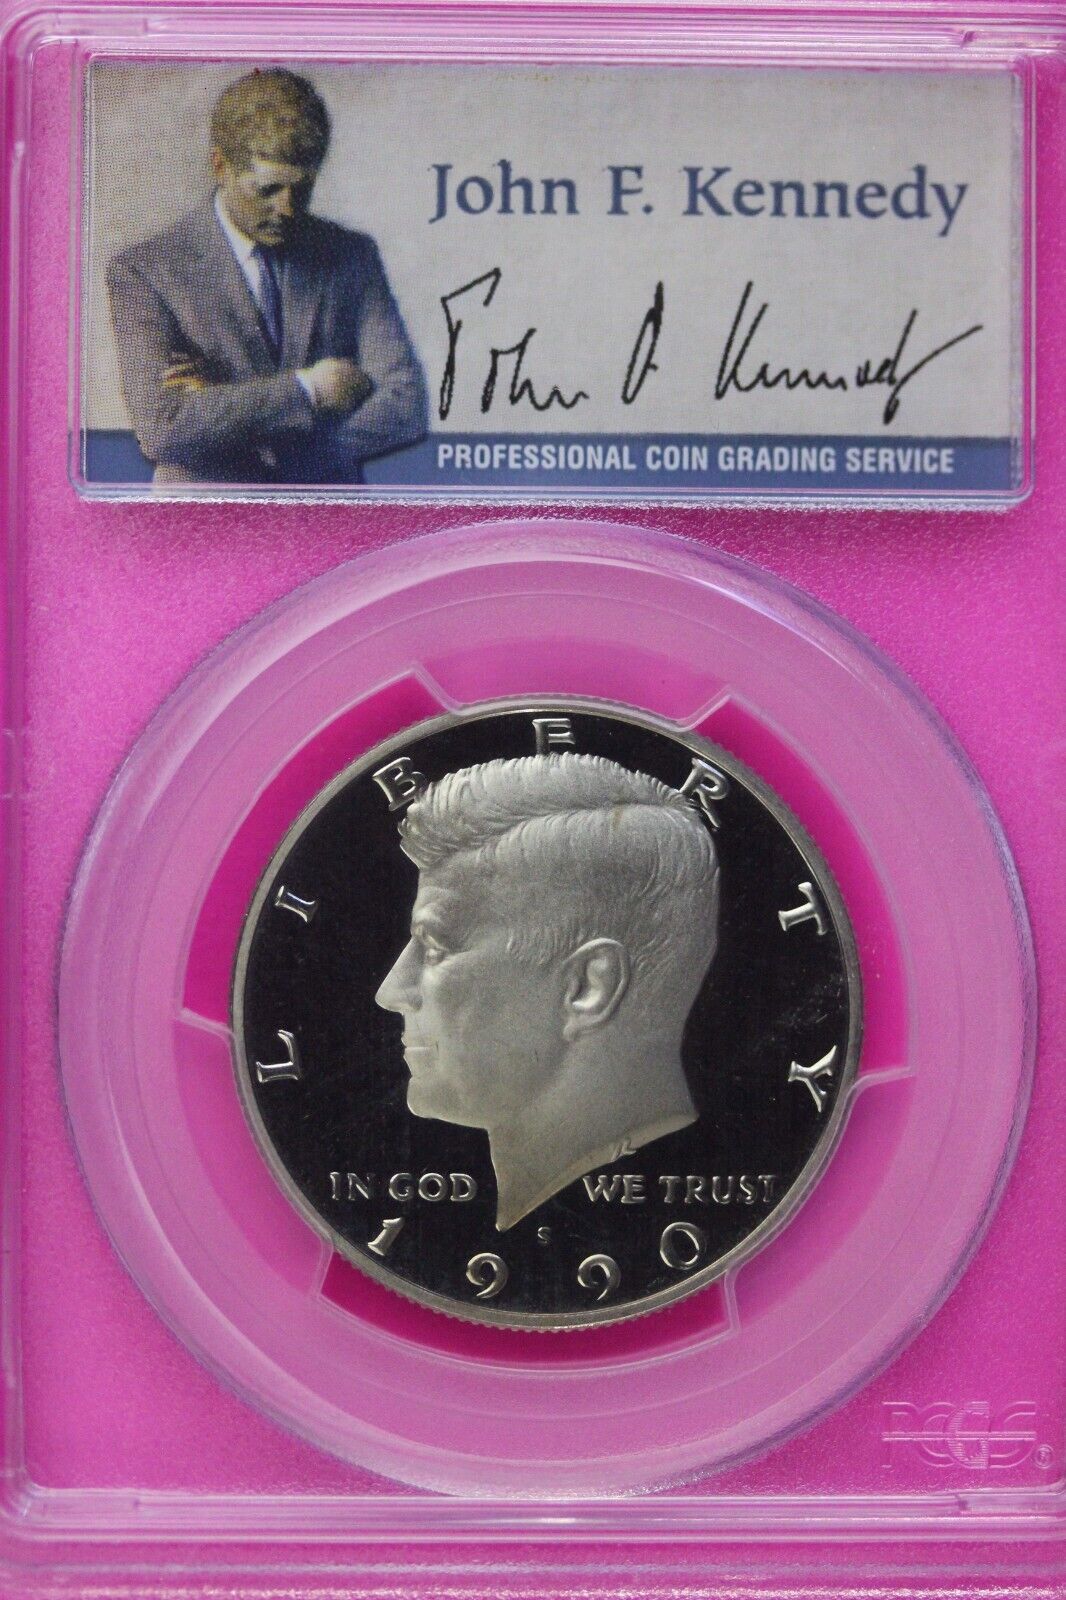 John F. Kennedy
John F. Kennedy
PROFESSIONAL COIN GRADING SERVICE
LIBERTY
IN GOD WE TRUST
S
1990
PCGS®